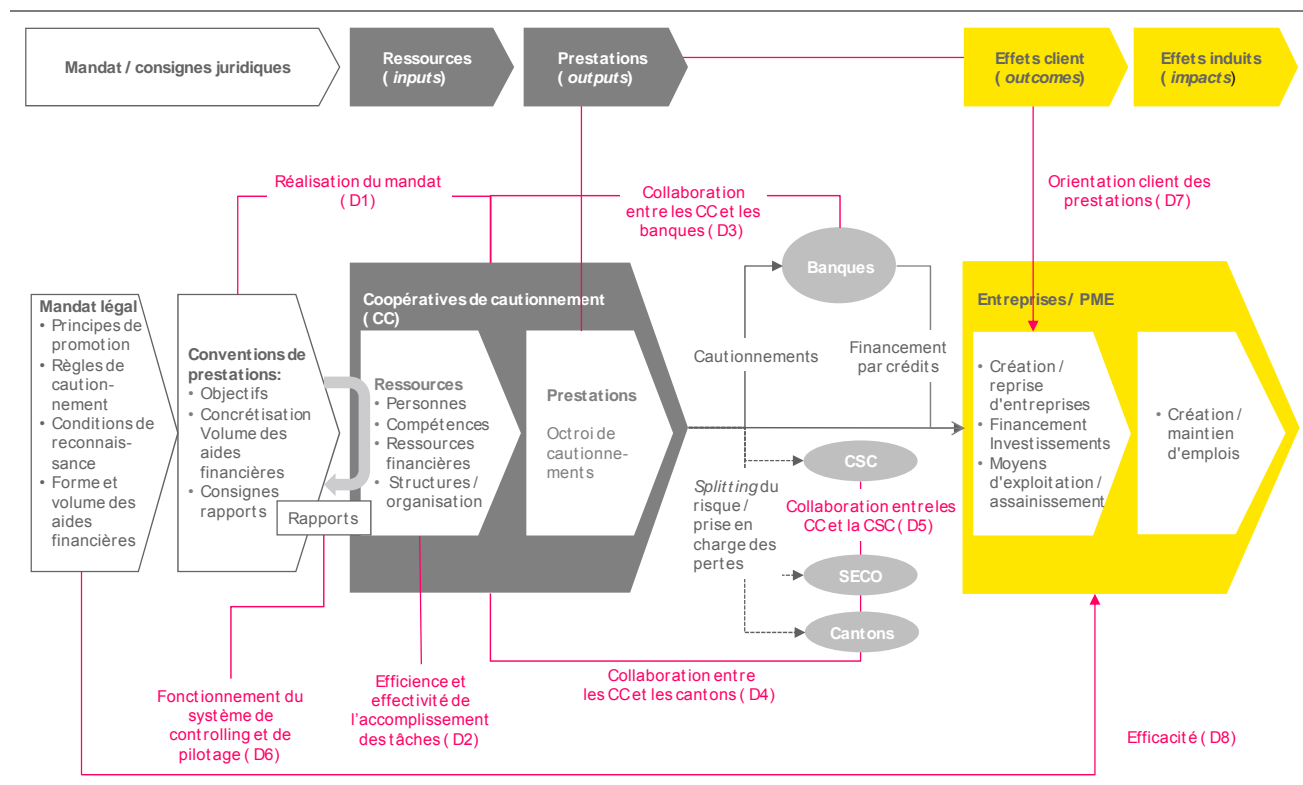 Mandat / consignes juridiques
Ressources
( inputs)
Prestations
( outputs)
Effets client
( outcomes)
Effets induits
( impacts)
Réalisation du mandat
( D1)
Collaboration
entre les CC et les
banques ( D3)
Orientation client des
prestations ( D7)
Mandat légal
• Principes de
promotion
• Règles de
caution-
nement
• Conditions de
reconnais-
sance
• Forme et
volume des
aides
financières
Conventions de
prestations:
• Objectifs
• Concrétisation
Volume des
aides
financières
• Consignes
rapports
Rapports
Coopératives de cautionnement
( CC)
Ressources
• Personnes
• Compétences
• Ressources
financières
• Structures /
organisation
Prestations
Octroi de
cautionne-
ments
Banques
Cautionnements
Financement
par crédits
CSC
Splitting du
risque /
prise en
charge des
pertes
Collaboration entre les
CC et la CSC ( D5)
SECO
Cantons
Entreprises / PME
• Création /
reprise
d'entreprises
• Financement
Investissements
• Moyens
d'exploitation /
assainissement
• Création /
maintien
d'emplois
Fonctionnement du
système de
controlling et de
pilotage ( D6)
Efficience et
effectivité de
l'accomplissement
des tâches ( D2)
Collaboration entre
les CC et les cantons ( D4)
Efficacité ( D8)